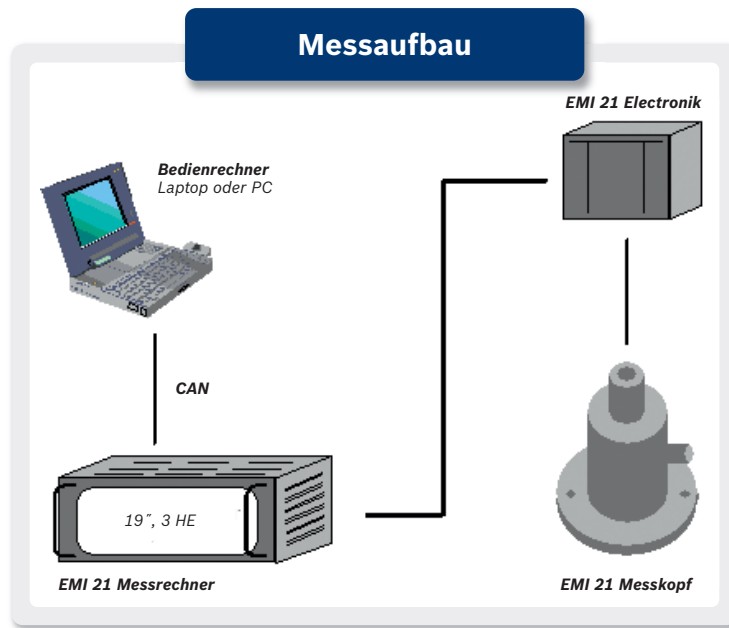 Messaufbau
EMI 21 Electronik
Bedienrechner
Laptop oder PC
CAN
19˝, 3 HE
EMI 21 Messrechner
EMI 21 Messkopf